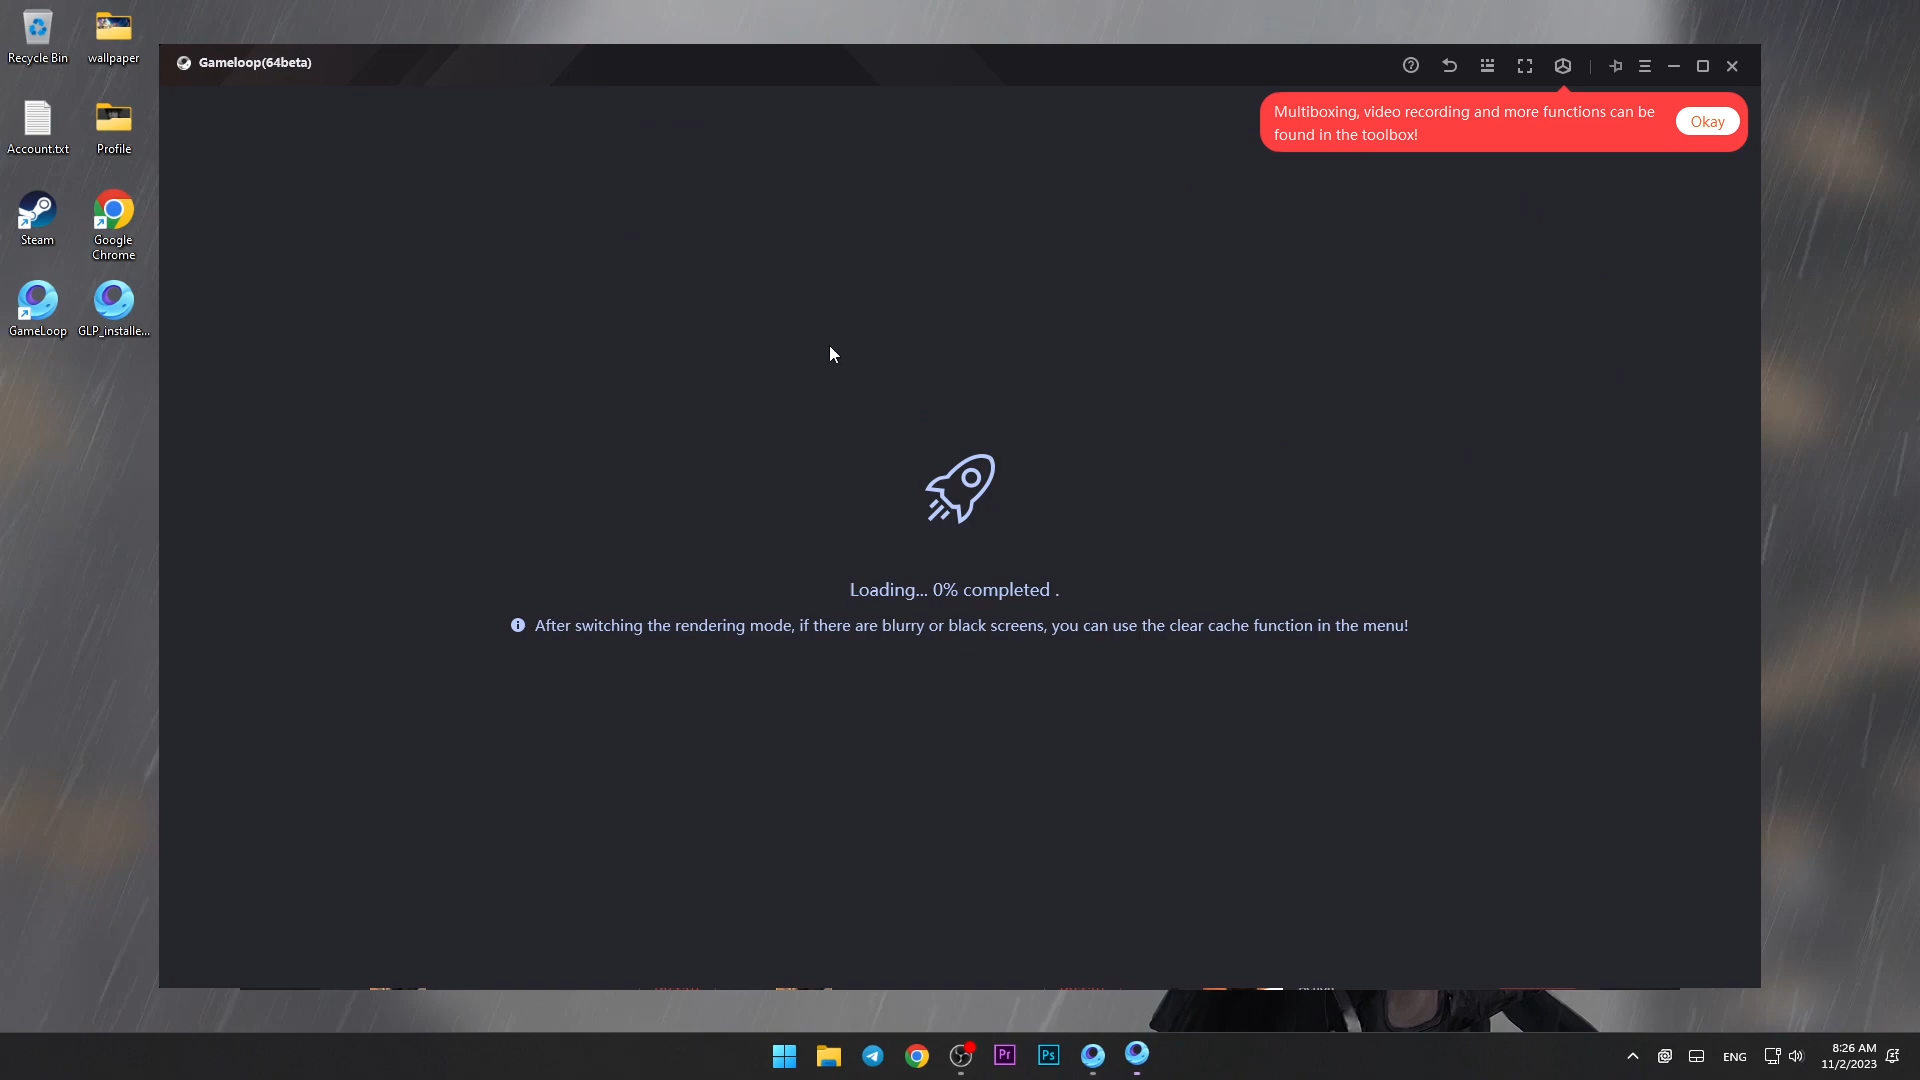 Recycle Bin
wallpaper
Account.txt
Profile
Steam
Google
Chrome
GameLoop
GLP_installe...
Gameloop(64beta)
Multiboxing, video recording and more functions can be
found in the toolbox!
Okay
Loading... 0% completed .
After switching the rendering mode, if there are blurry or black screens, you can use the clear cache function in the menu!
Pr
Ps
ENG
8:26 AM
11/2/2023